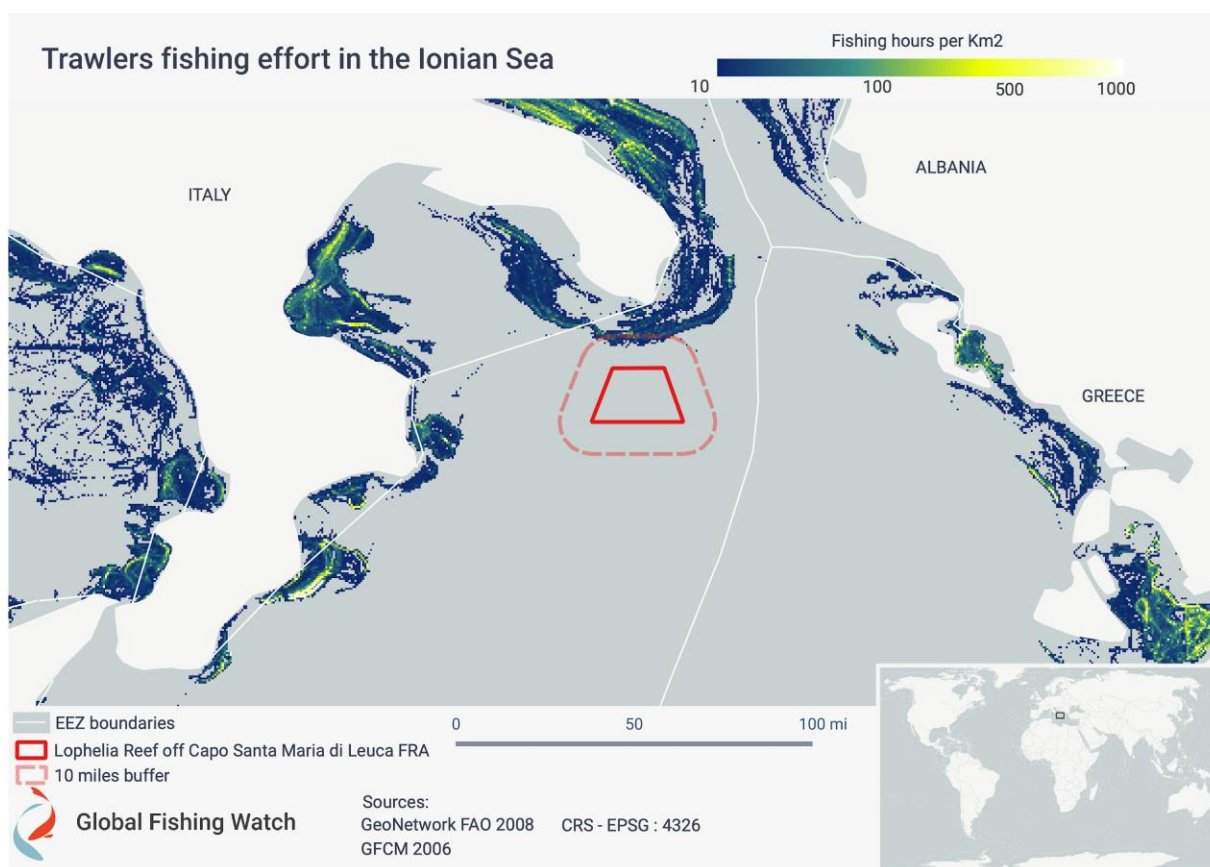 Trawlers fishing effort in the Ionian Sea
Fishing hours per Km2
10 100 500 1000
ITALY
ALBANIA
GREECE
EEZ boundaries
Lophelia Reef off Capo Santa Maria di Leuca FRA
10 miles buffer
0 50 100 mi
Global Fishing Watch
Sources:
GeoNetwork FAO 2008 CRS - EPSG : 4326
GFCM 2006